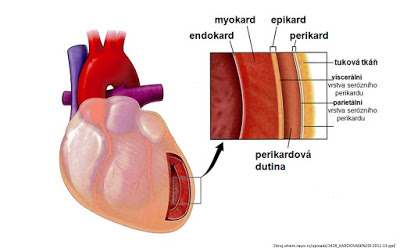 myokard epikard
endokard perikard
tuková tkáň
viscerální
vrstva serózního
perikardu
parietální
vrstva serózního
perikardu
perikardová
dutina